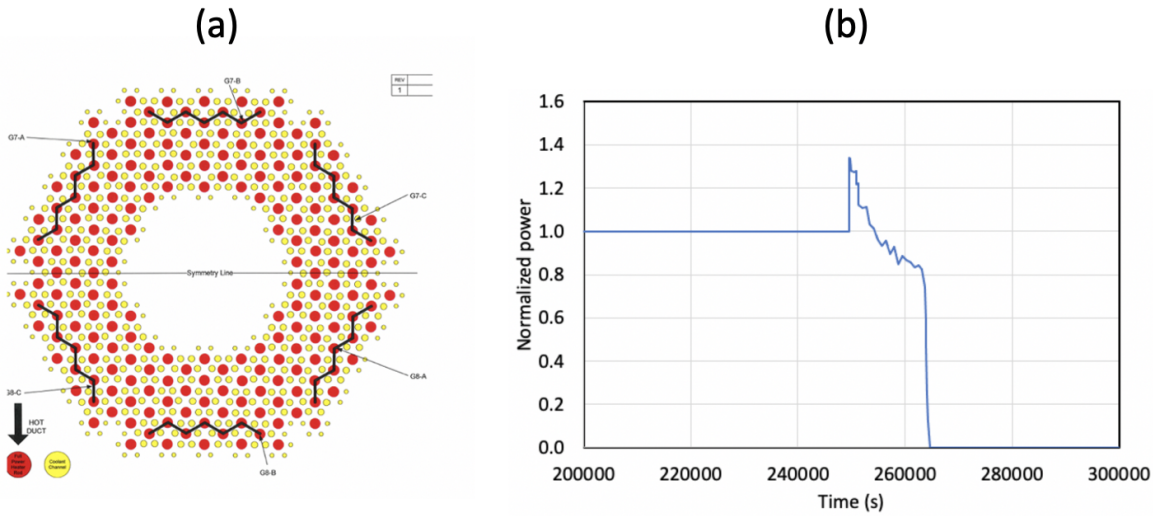 (a)
(b)
G7-B
REV
1
G7-A
G7-C
Symmetry Line
G8-A
G8-C
HOT
DUCT
Coolant
Channel
G8-B
1.6
1.4
1.2
1.0
0.8
0.6
0.4
0.2
0.0
Normalized power
200000 220000 240000 260000 280000 300000
Time (s)